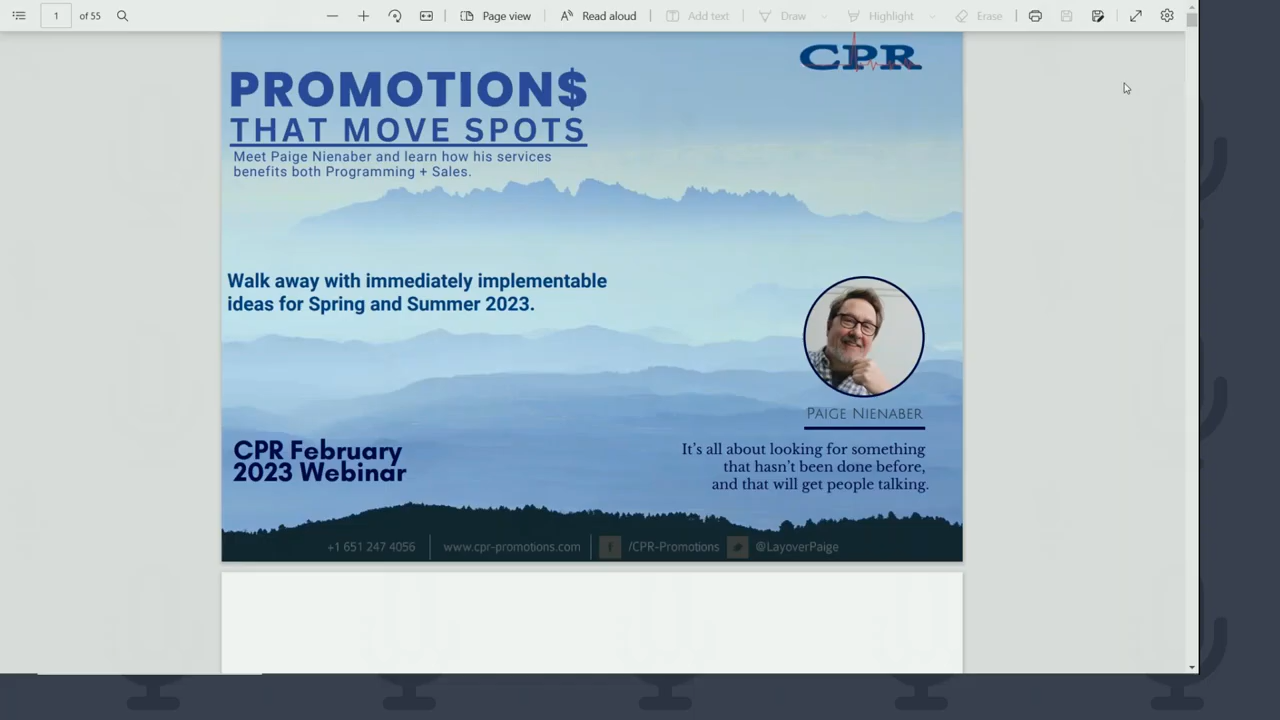 1 of 55 Page view Read aloud Add text Draw Highlight Erase
CPR
PROMOTION$
THAT MOVE SPOTS
Meet Paige Nienaber and learn how his services
benefits both Programming + Sales.
Walk away with immediately implementable
ideas for Spring and Summer 2023.
PAIGE NIENABER
It’s all about looking for something
that hasn’t been done before,
and that will get people talking.
CPR February
2023 Webinar
+1 651 247 4056 www.cpr-promotions.com f /CPR-Promotions @LayoverPaige